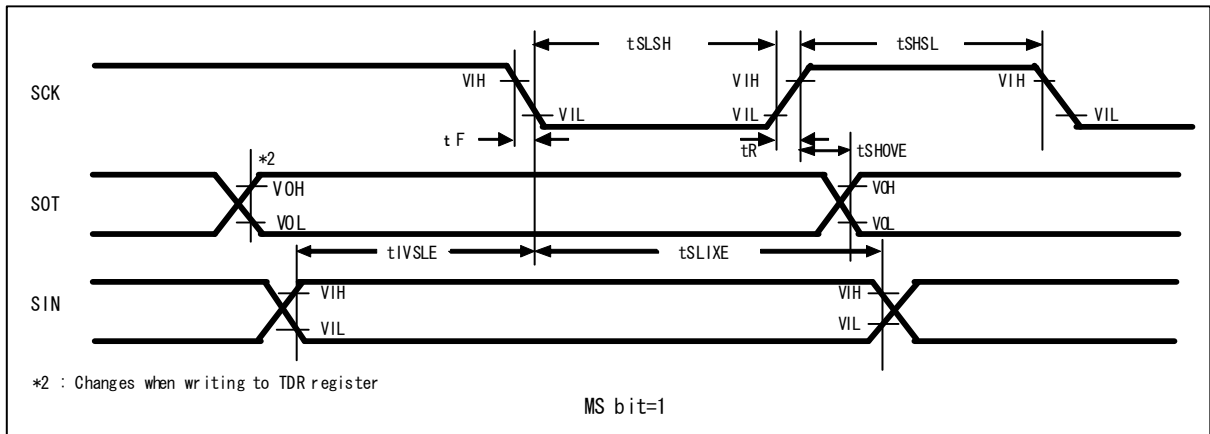 tSLSH tSHSL
SCK VIH VIH VIH
VIL VIL VIL
tF tR tSHOVE
*2
SOT VOH VOH
VOL VOL
tIVSLE tSLIXE
SIN VIH VIH
VIL VIL
*2 : Changes when writing to TDR register
MS bit=1